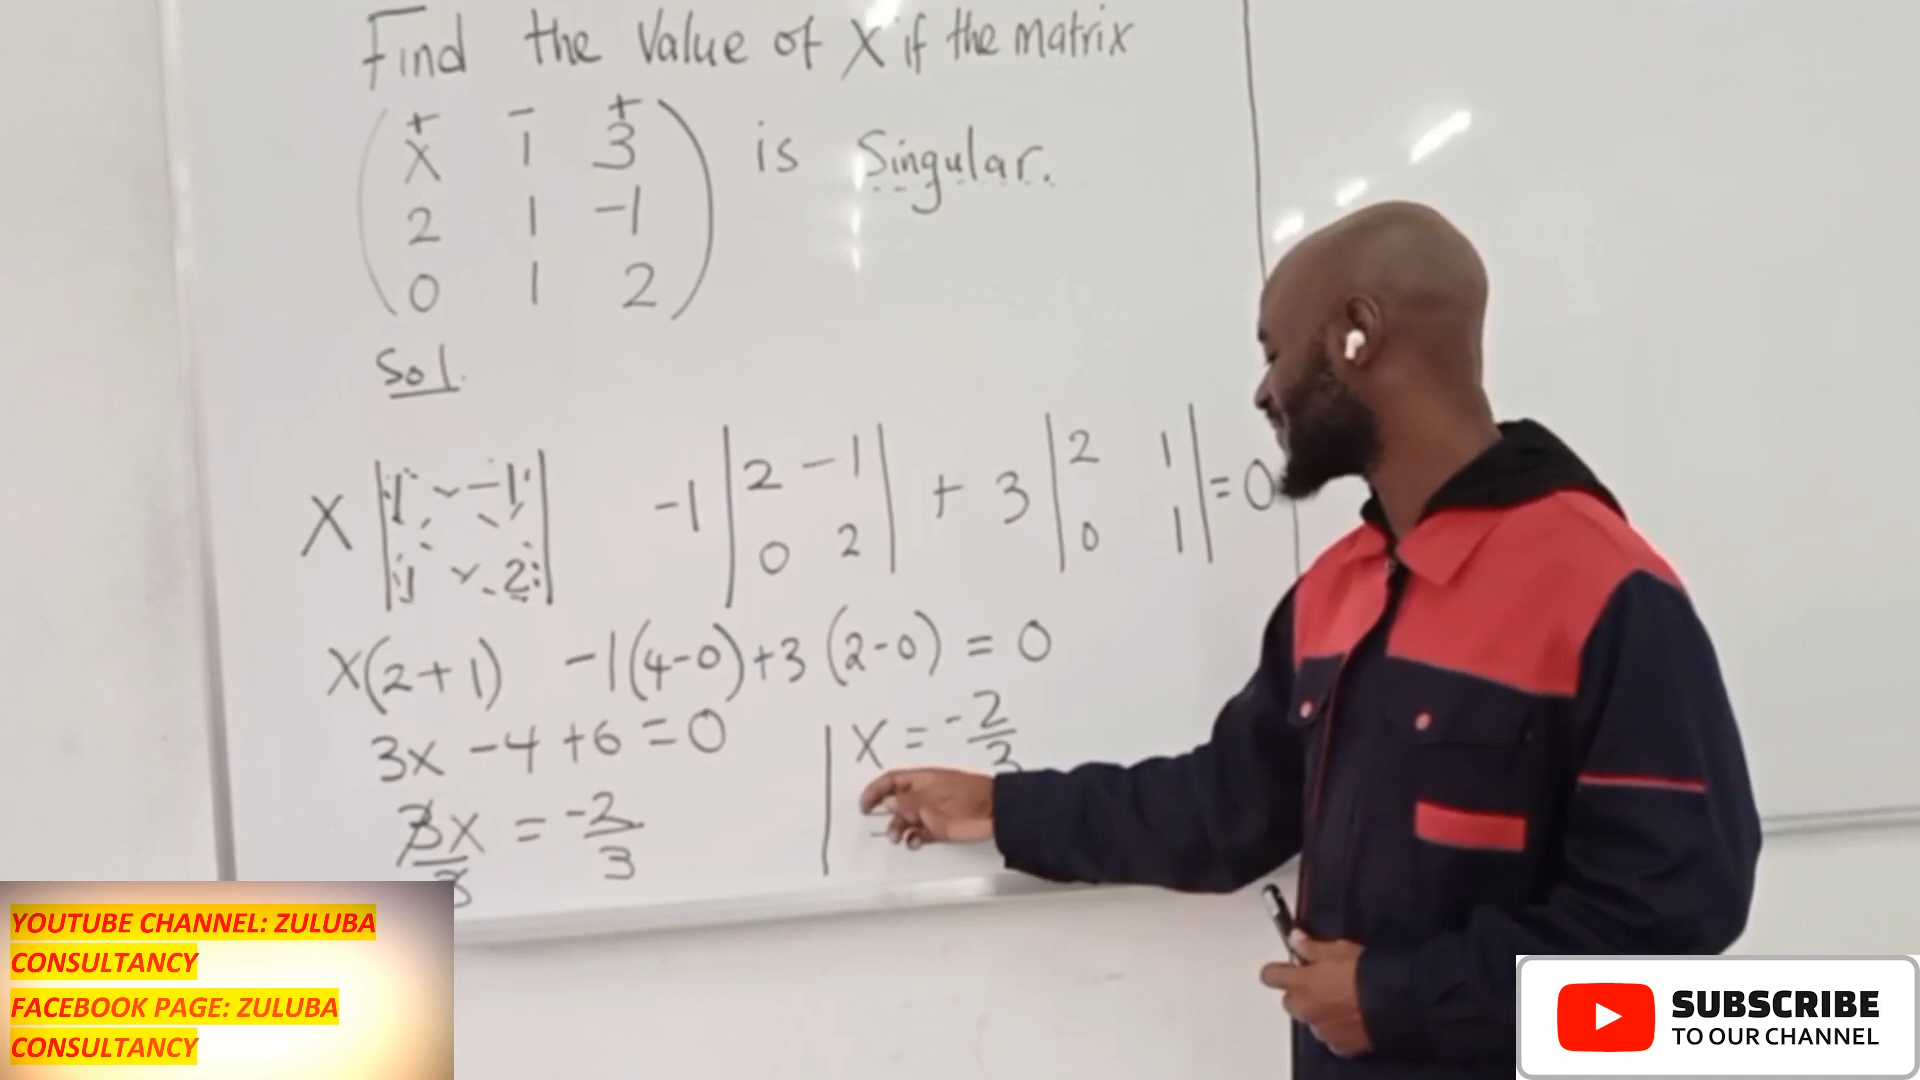 Find the Value of X if the matrix
+ - +
X 1 3
2 1 -1
0 1 2
is Singular.
Sol.
X |1 -1; 1 2| -1 |2 -1; 0 2| + 3 |2 1; 0 1| = 0
X(2+1) -1(4-0)+3(2-0) = 0
3x -4 +6 = 0
3x/3 = -2/3
X = -2/3
YOUTUBE CHANNEL: ZULUBA
CONSULTANCY
FACEBOOK PAGE: ZULUBA
CONSULTANCY
SUBSCRIBE
TO OUR CHANNEL